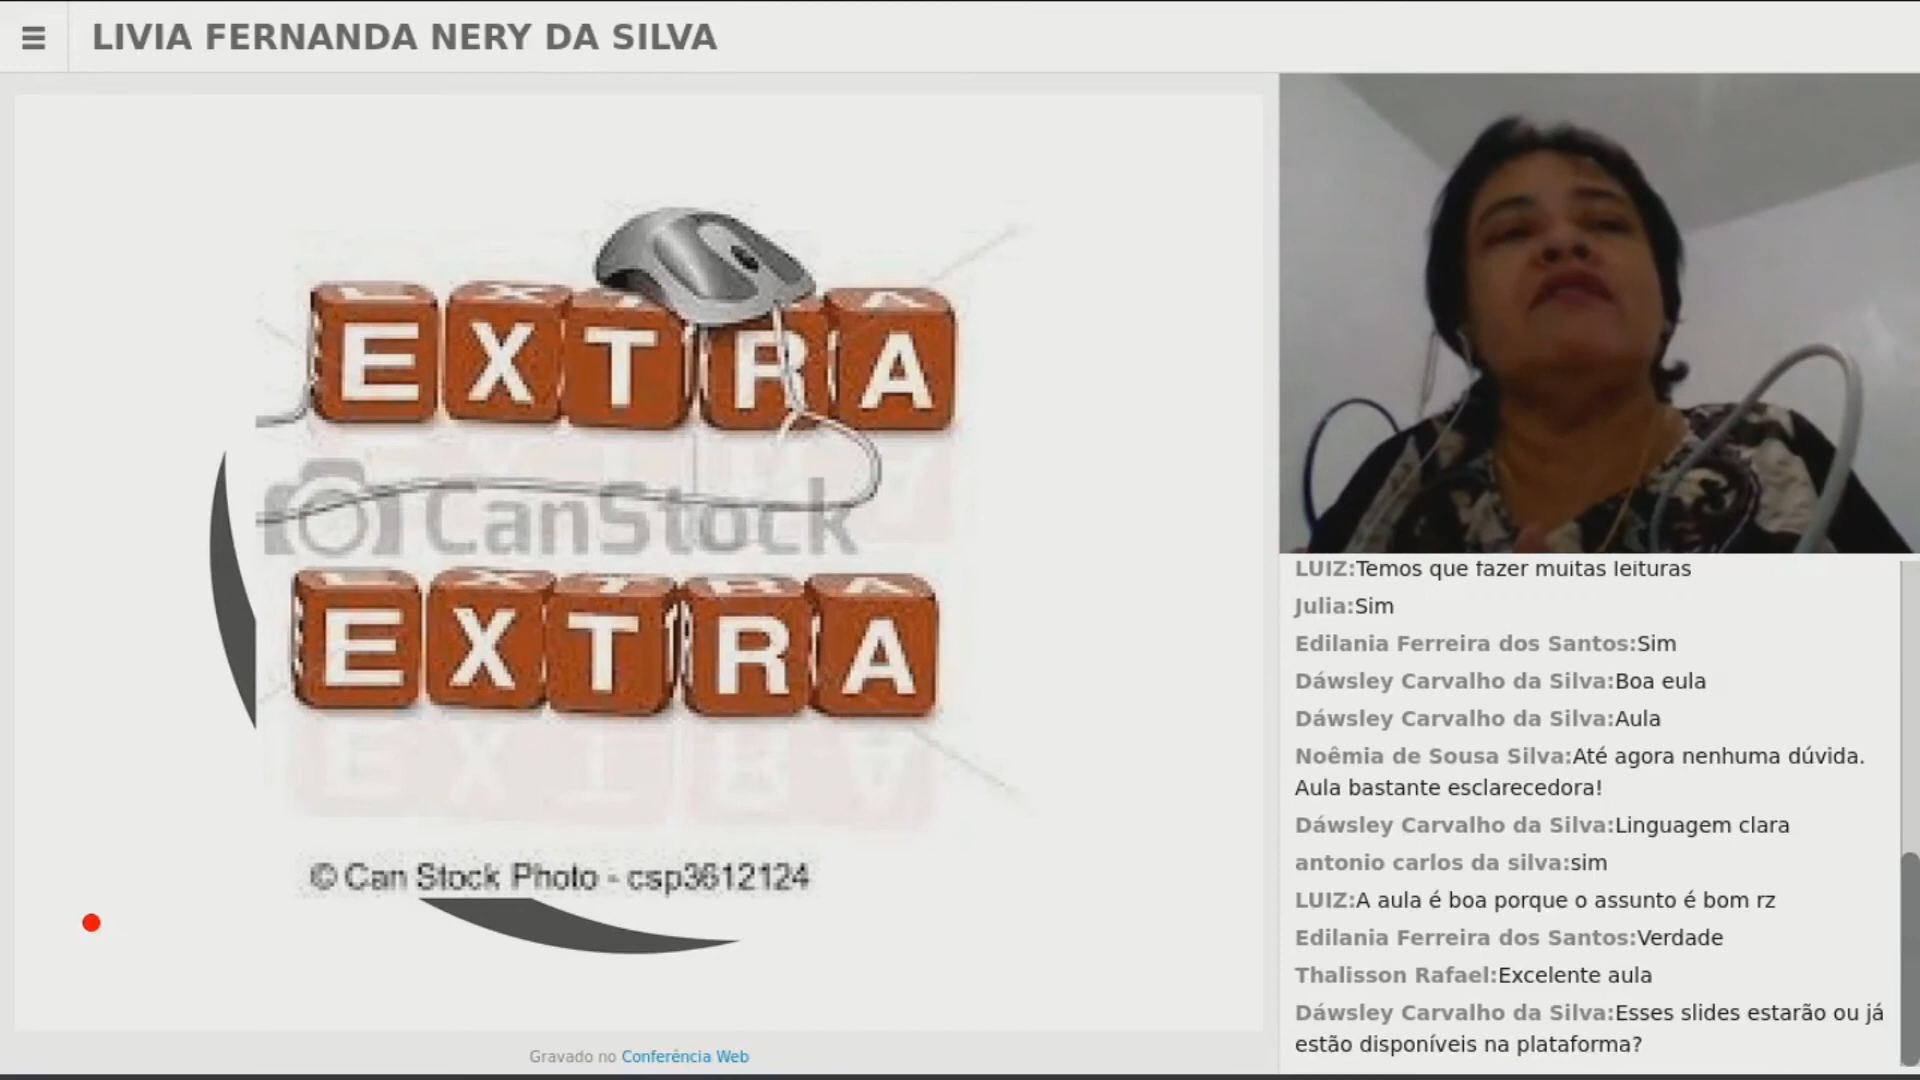 LIVIA FERNANDA NERY DA SILVA
EXTRA
CanStock
EXTRA
© Can Stock Photo - csp3612124
Gravado no Conferência Web
LUIZ:Temos que fazer muitas leituras
Julia:Sim
Edilania Ferreira dos Santos:Sim
Dáwsley Carvalho da Silva:Boa eula
Dáwsley Carvalho da Silva:Aula
Noêmia de Sousa Silva:Até agora nenhuma dúvida.
Aula bastante esclarecedora!
Dáwsley Carvalho da Silva:Linguagem clara
antonio carlos da silva:sim
LUIZ:A aula é boa porque o assunto é bom rz
Edilania Ferreira dos Santos:Verdade
Thalisson Rafael:Excelente aula
Dáwsley Carvalho da Silva:Esses slides estarão ou já
estão disponíveis na plataforma?